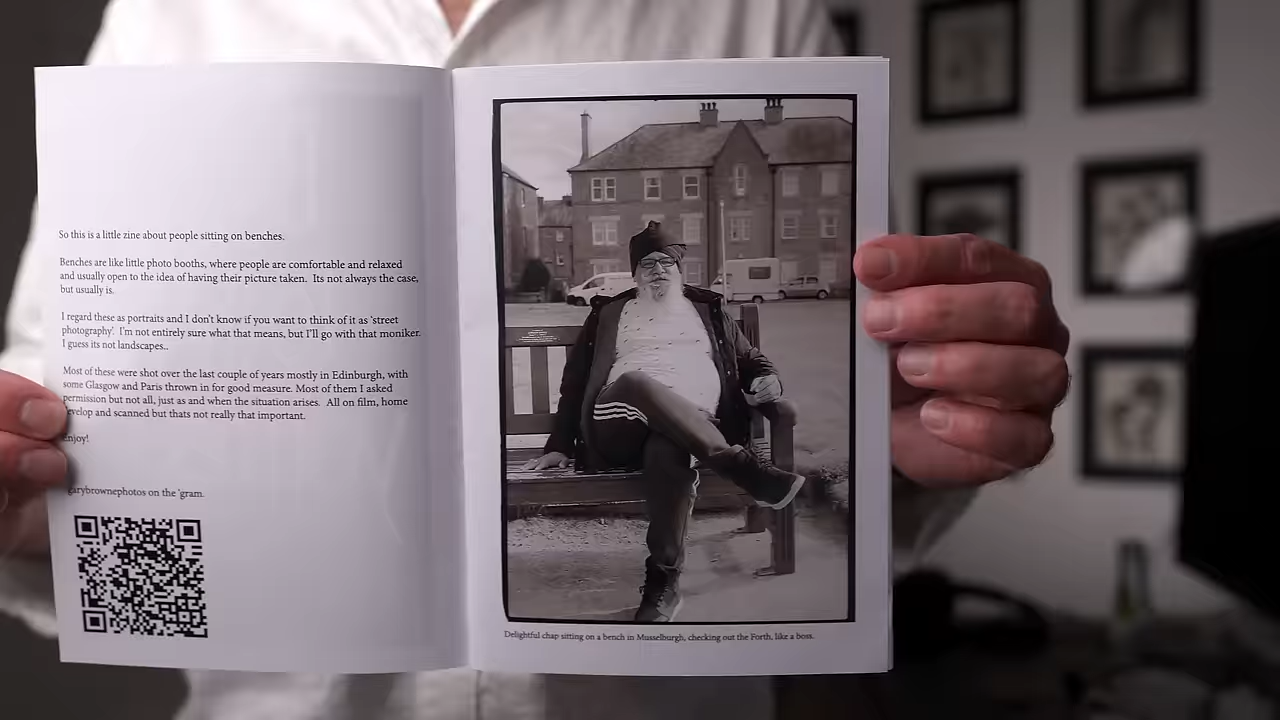 So this is a little zine about people sitting on benches.
Benches are like little photo booths, where people are comfortable and relaxed
and usually open to the idea of having their picture taken.  Its not always the case,
but usually is.
I regard these as portraits and I don't know if you want to think of it as 'street
photography'.  I'm not entirely sure what that means, but I'll go with that moniker.
I guess its not landscapes..
Most of these were shot over the last couple of years mostly in Edinburgh, with
some Glasgow and Paris thrown in for good measure. Most of them I asked
permission but not all, just as and when the situation arises.  All on film, home
develop and scanned but thats not really that important.
Enjoy!
garybrownephotos on the 'gram.
Delightful chap sitting on a bench in Musselburgh, checking out the Forth, like a boss.